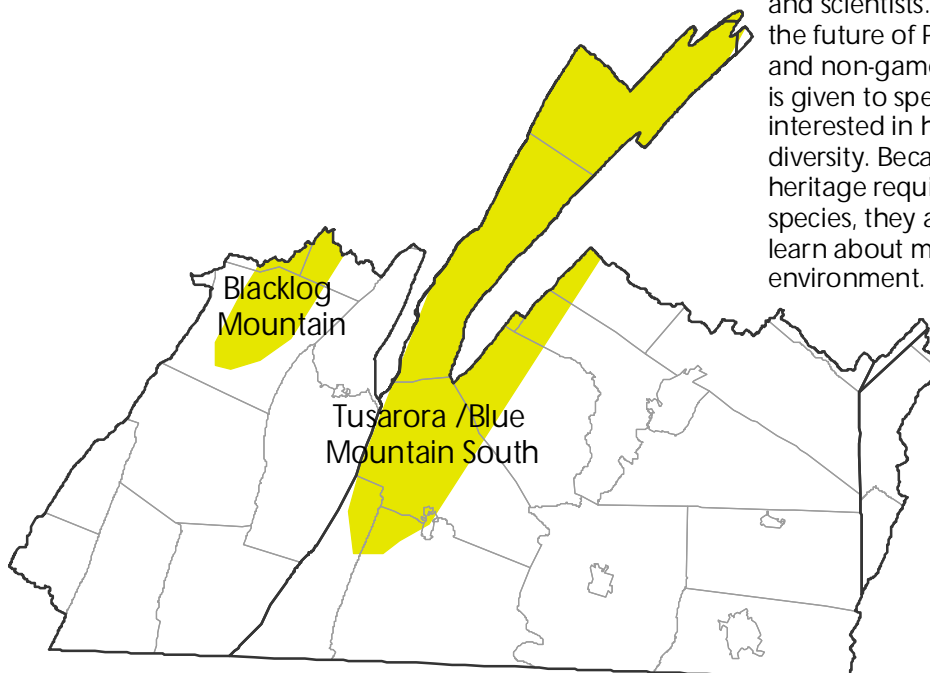 and scientists.
the future of P
and non-game
is given to spe
interested in h
diversity. Beca
heritage requi
species, they a
learn about m
environment.
Blacklog
Mountain
Tusarora /Blue
Mountain South